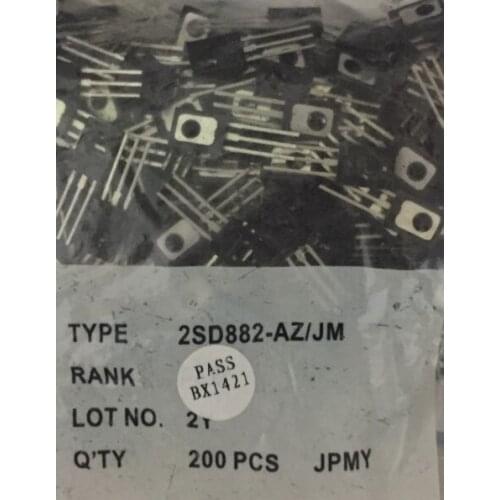 TYPE 2SD882-AZ/JM
RANK
PASS
BX1421
LOT NO. 2Y
Q'TY 200 PCS JPMY